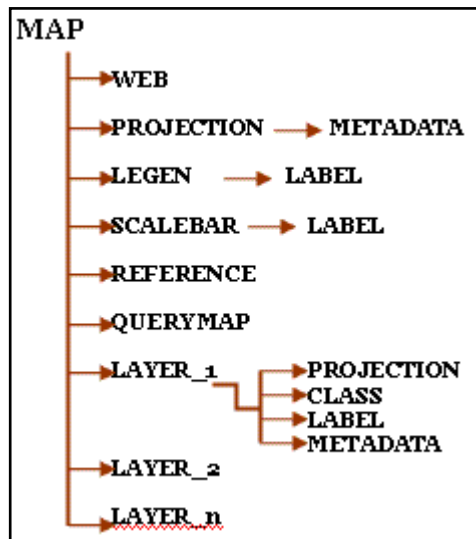 MAP
WEB
PROJECTION METADATA
LEGEN LABEL
SCALEBAR LABEL
REFERENCE
QUERYMAP
LAYER_1
PROJECTION
CLASS
LABEL
METADATA
LAYER_2
LAYER_n